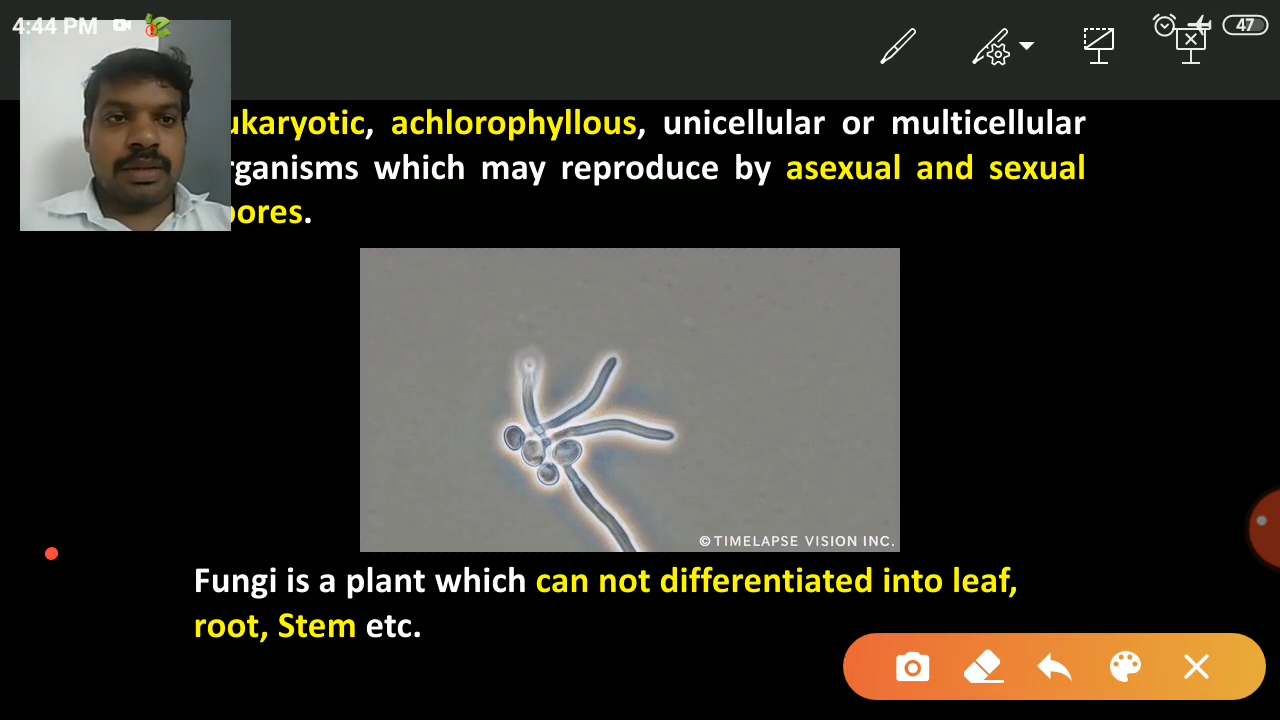 4:44 PM
47
ukaryotic, achlorophyllous, unicellular or multicellular
rganisms which may reproduce by asexual and sexual
pores.
©TIMELAPSE VISION INC.
Fungi is a plant which can not differentiated into leaf,
root, Stem etc.